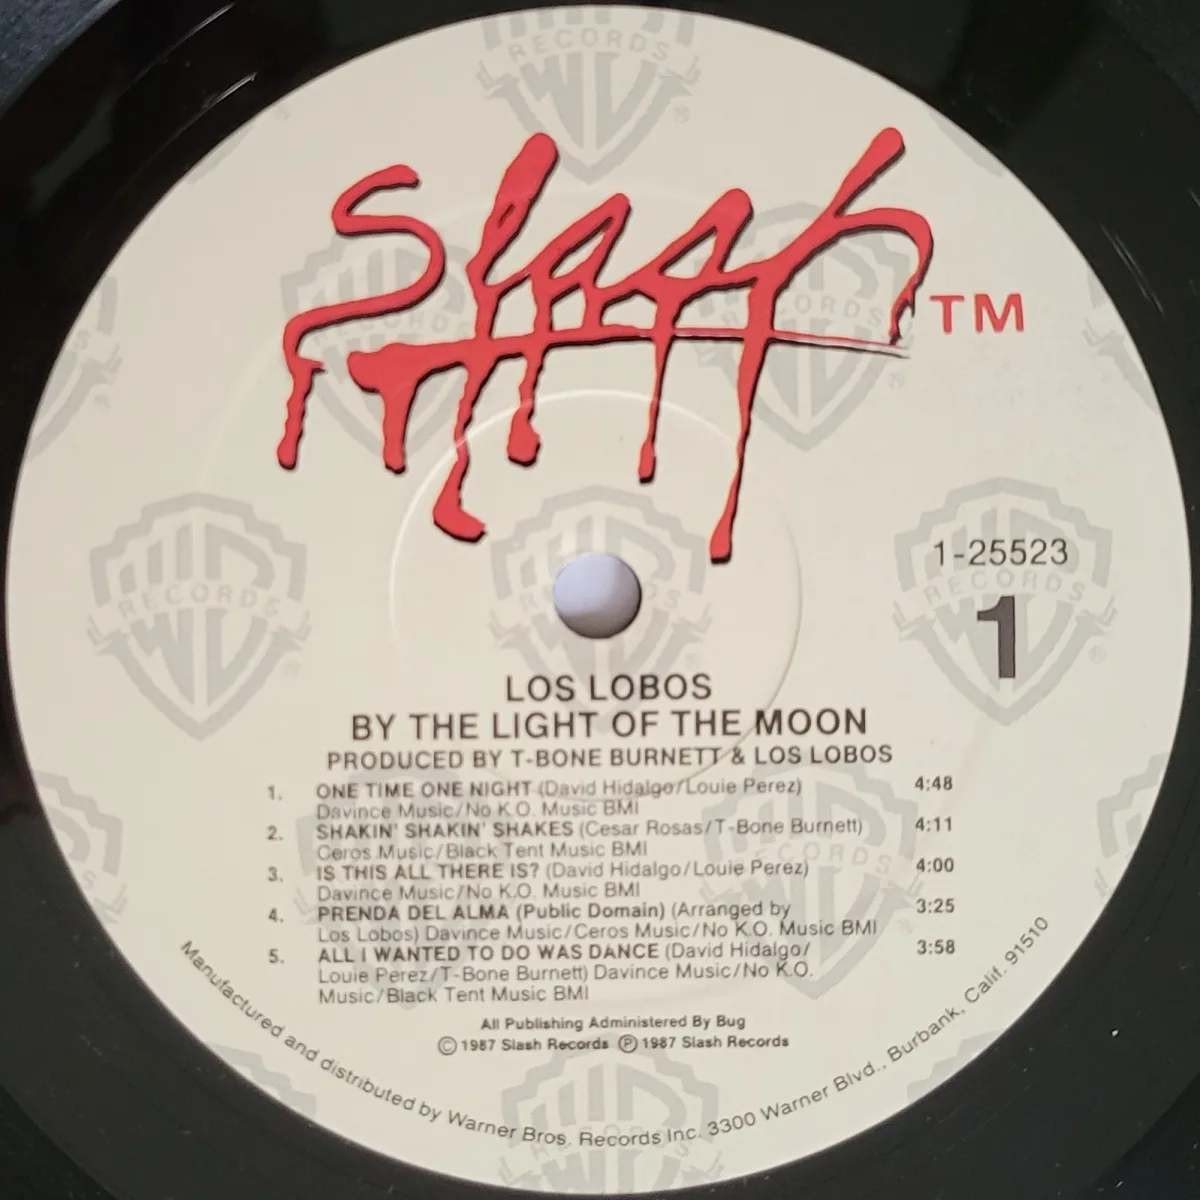 Slash TM
1-25523
1
LOS LOBOS
BY THE LIGHT OF THE MOON
PRODUCED BY T-BONE BURNETT & LOS LOBOS
1. ONE TIME ONE NIGHT (David Hidalgo/Louie Perez) 4:48
Davince Music/No K.O. Music BMI
2. SHAKIN' SHAKIN' SHAKES (Cesar Rosas/T-Bone Burnett) 4:11
Ceros Music/Black Tent Music BMI
3. IS THIS ALL THERE IS? (David Hidalgo/Louie Perez) 4:00
Davince Music/No K.O. Music BMI
4. PRENDA DEL ALMA (Public Domain) (Arranged by 3:25
Los Lobos) Davince Music/Ceros Music/No K.O. Music BMI
5. ALL I WANTED TO DO WAS DANCE (David Hidalgo/ 3:58
Louie Perez/T-Bone Burnett) Davince Music/No K.O.
Music/Black Tent Music BMI
All Publishing Administered By Bug
© 1987 Slash Records ℗ 1987 Slash Records
Manufactured and distributed by Warner Bros. Records Inc. 3300 Warner Blvd., Burbank, Calif. 91510
WB RECORDS ®